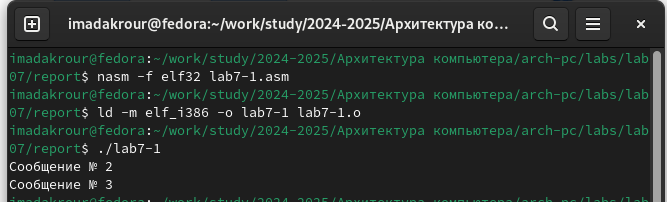 imadakrour@fedora:~/work/study/2024-2025/Архитектура ко...
imadakrour@fedora:~/work/study/2024-2025/Архитектура компьютера/arch-pc/labs/lab
07/report$ nasm -f elf32 lab7-1.asm
imadakrour@fedora:~/work/study/2024-2025/Архитектура компьютера/arch-pc/labs/lab
07/report$ ld -m elf_i386 -o lab7-1 lab7-1.o
imadakrour@fedora:~/work/study/2024-2025/Архитектура компьютера/arch-pc/labs/lab
07/report$ ./lab7-1
Сообщение № 2
Сообщение № 3
imadakrour@fedora:~/work/study/2024-2025/Архитектура компьютера/arch-pc/labs/lab